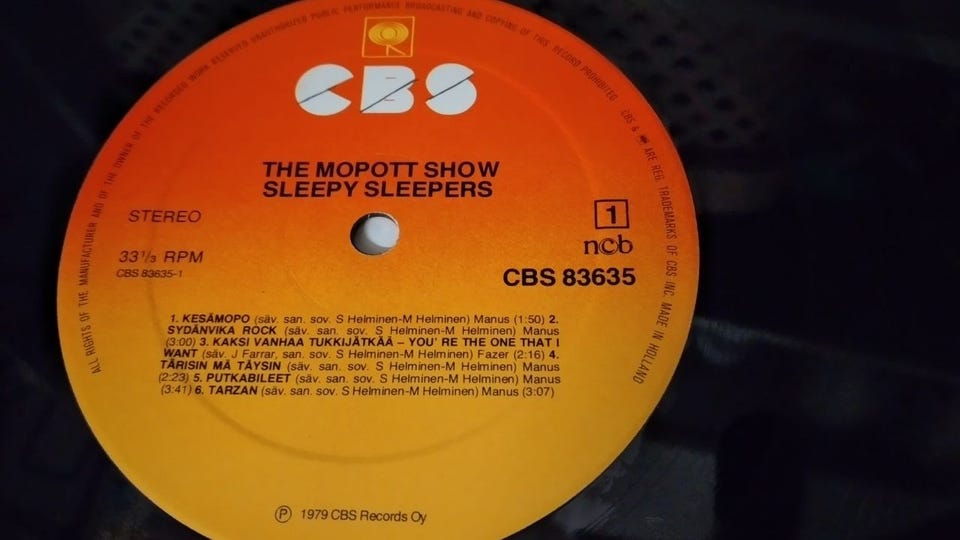 ALL RIGHTS OF THE MANUFACTURER AND OF THE OWNER OF THE RECORDED WORK RESERVED UNAUTHORIZED PUBLIC PERFORMANCE BROADCASTING AND COPYING OF THIS RECORD PROHIBITED
CBS & ARE REG. TRADEMARKS OF CBS INC. MADE IN HOLLAND
CBS
THE MOPOTT SHOW
SLEEPY SLEEPERS
STEREO
1
ncb
33⅓ RPM
CBS 83635
CBS 83635-1
1. KESÄMOPO (säv. san. sov. S Helminen-M Helminen) Manus (1:50) 2.
SYDÄNVIKA ROCK (säv. san. sov. S Helminen-M Helminen) Manus
(3:00) 3. KAKSI VANHAA TUKKIJÄTKÄÄ – YOU' RE THE ONE THAT I
WANT (säv. J Farrar, san. sov. S Helminen-M Helminen) Fazer (2:16) 4.
TÄRISIN MÄ TÄYSIN (säv. san. sov. S Helminen-M Helminen) Manus
(2:23) 5. PUTKABILEET (säv. san. sov. S Helminen-M Helminen) Manus
(3:41) 6. TARZAN (säv. san. sov. S Helminen-M Helminen) Manus (3:07)
℗ 1979 CBS Records Oy